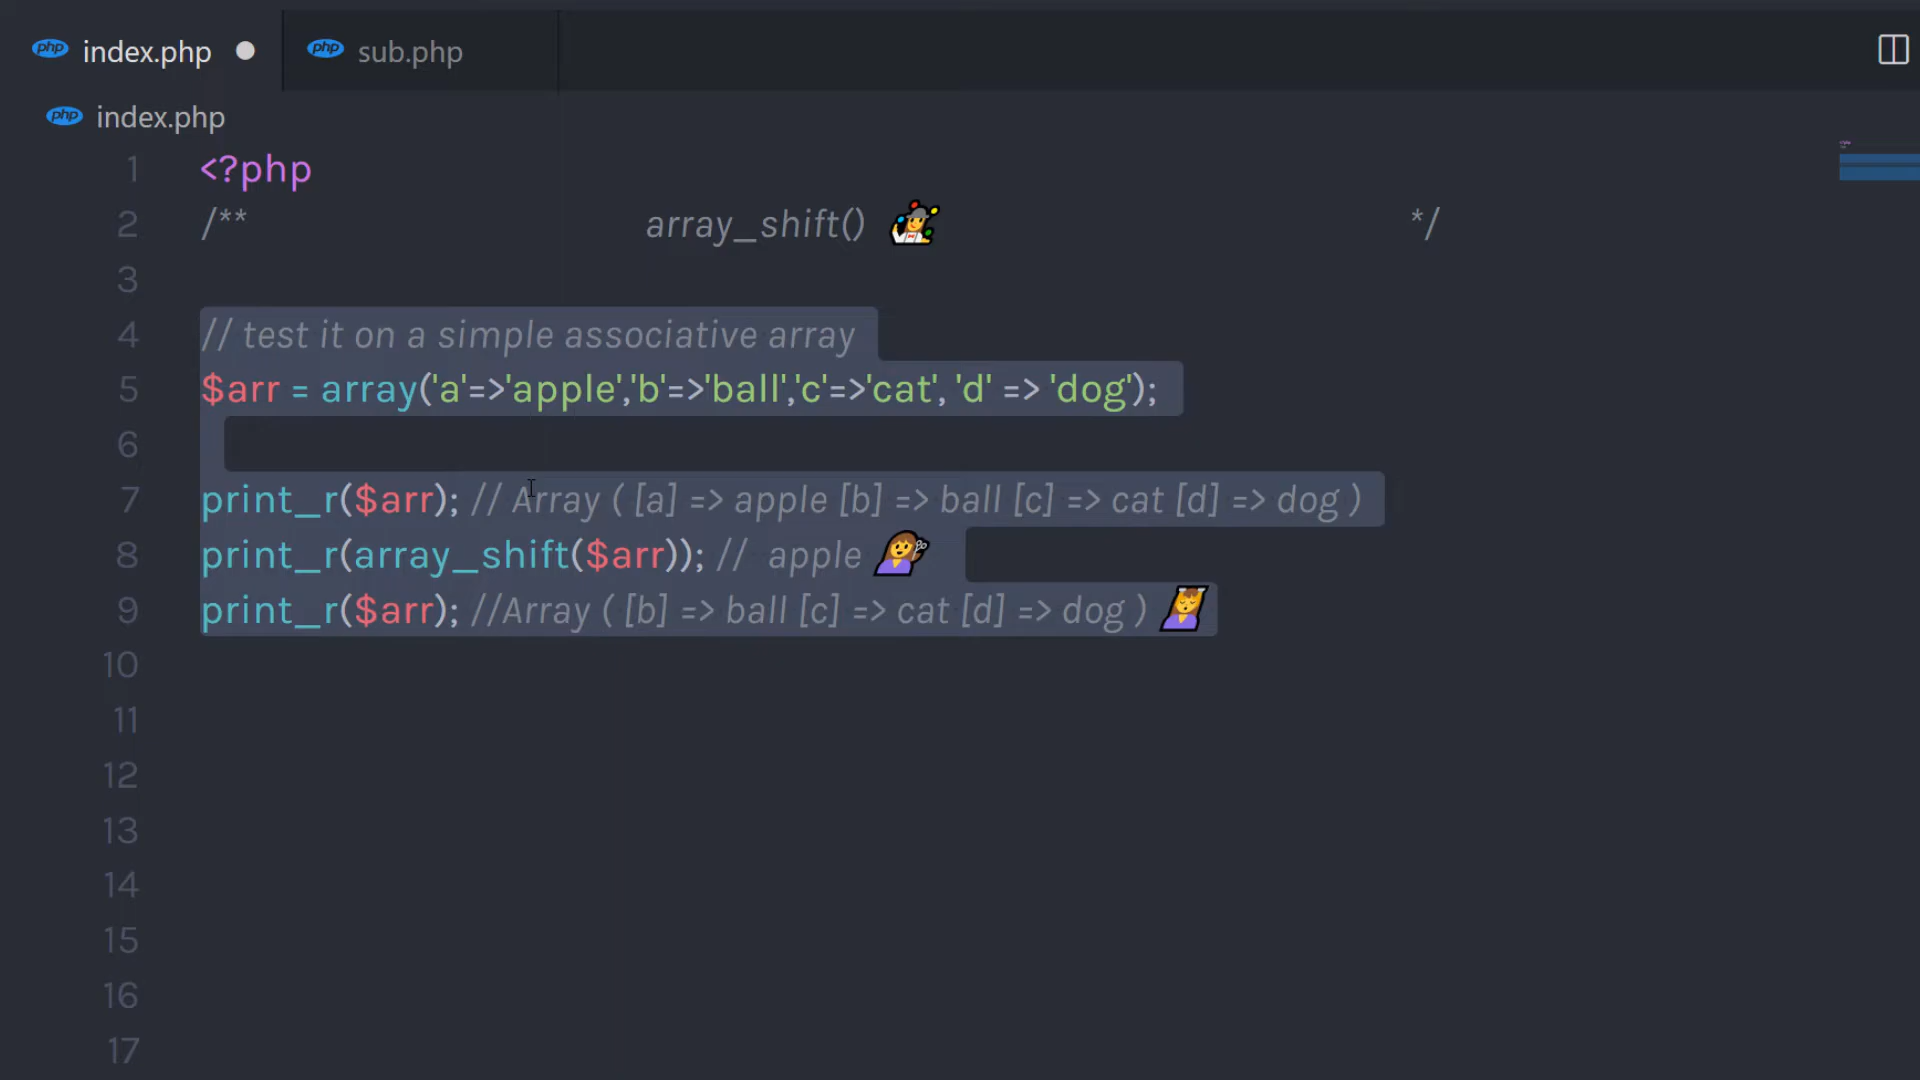 index.php
sub.php
index.php
1 <?php
2 /** array_shift() 🤹 */
3
4 // test it on a simple associative array
5 $arr = array('a'=>'apple','b'=>'ball','c'=>'cat', 'd' => 'dog');
6
7 print_r($arr); // Array ( [a] => apple [b] => ball [c] => cat [d] => dog )
8 print_r(array_shift($arr)); //  apple 💇‍♀️
9 print_r($arr); //Array ( [b] => ball [c] => cat [d] => dog ) 💆‍♀️
10
11
12
13
14
15
16
17